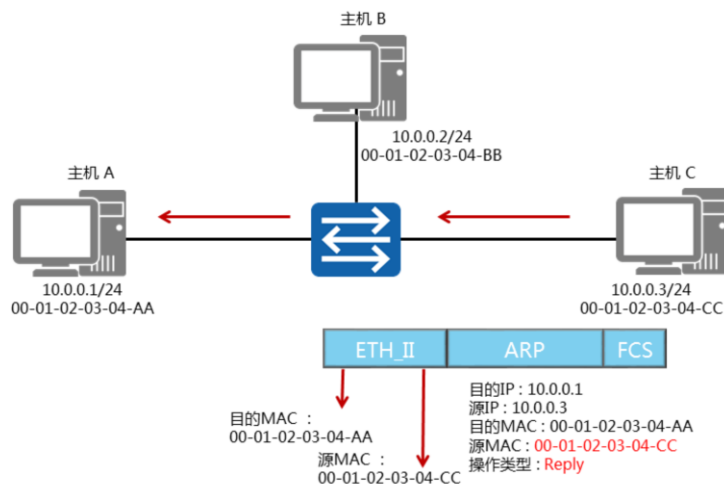 主机 B
10.0.0.2/24
00-01-02-03-04-BB
主机 A
10.0.0.1/24
00-01-02-03-04-AA
主机 C
10.0.0.3/24
00-01-02-03-04-CC
ETH_II ARP FCS
目的MAC :
00-01-02-03-04-AA
源MAC :
00-01-02-03-04-CC
目的IP : 10.0.0.1
源IP : 10.0.0.3
目的MAC : 00-01-02-03-04-AA
源MAC : 00-01-02-03-04-CC
操作类型 : Reply